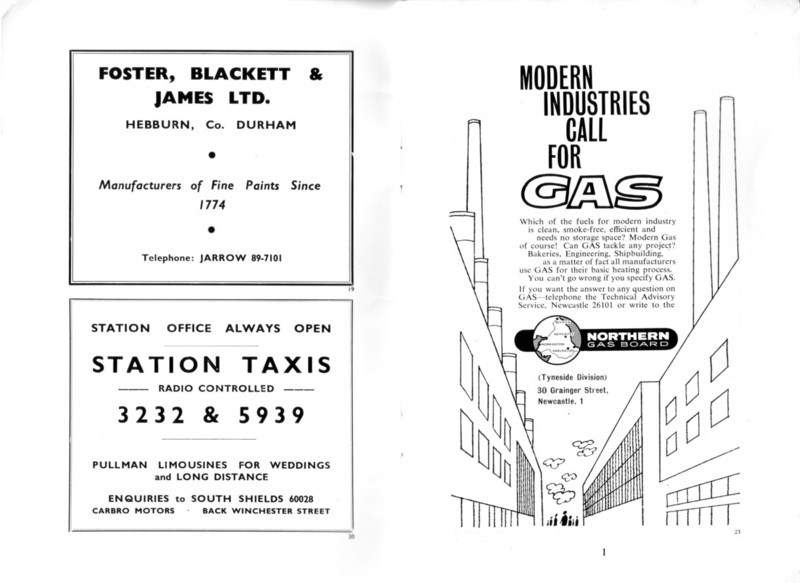 FOSTER, BLACKETT &
JAMES LTD.
HEBBURN, Co. DURHAM
Manufacturers of Fine Paints Since
1774
Telephone: JARROW 89-7101
19
STATION OFFICE ALWAYS OPEN
STATION TAXIS
RADIO CONTROLLED
3232 & 5939
PULLMAN LIMOUSINES FOR WEDDINGS
and LONG DISTANCE
ENQUIRIES to SOUTH SHIELDS 60028
CARBRO MOTORS · BACK WINCHESTER STREET
20
MODERN
INDUSTRIES
CALL
FOR
GAS
Which of the fuels for modern industry
is clean, smoke-free, efficient and
needs no storage space? Modern Gas
of course! Can GAS tackle any project?
Bakeries, Engineering, Shipbuilding,
as a matter of fact all manufacturers
use GAS for their basic heating process.
You can't go wrong if you specify GAS.
If you want the answer to any question on
GAS—telephone the Technical Advisory
Service, Newcastle 26101 or write to the
NORTHERN
GAS BOARD
(Tyneside Division)
30 Grainger Street,
Newcastle, 1
21
I